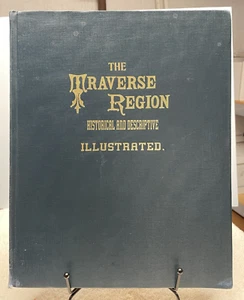 THE
TRAVERSE
REGION
HISTORICAL AND DESCRIPTIVE
ILLUSTRATED.